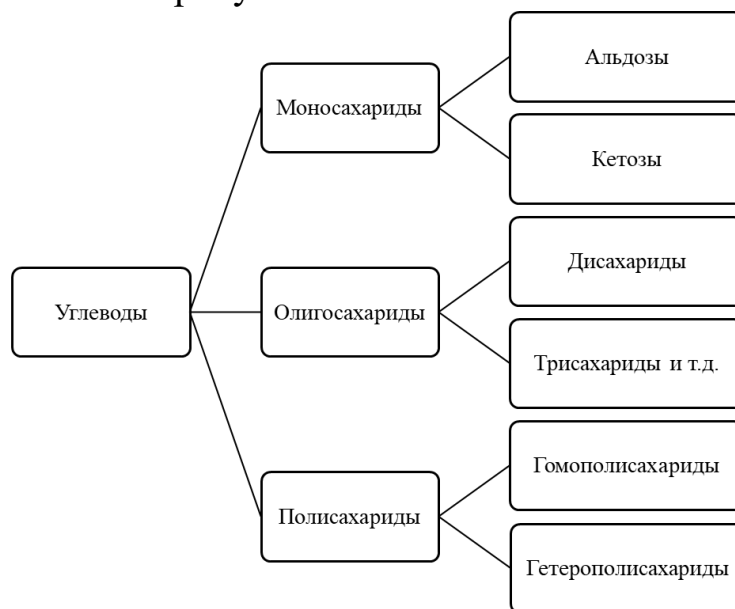 Альдозы
Моносахариды
Кетозы
Дисахариды
Углеводы
Олигосахариды
Трисахариды и т.д.
Гомополисахариды
Полисахариды
Гетерополисахариды